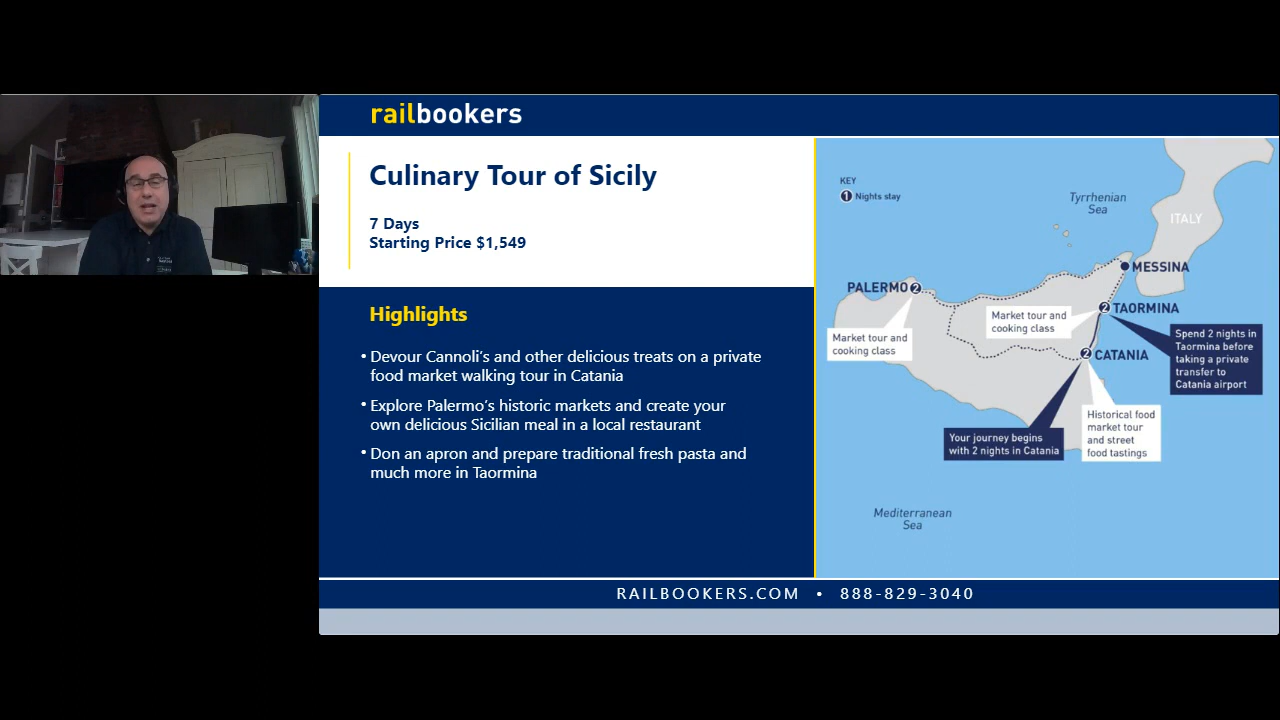 railbookers
Culinary Tour of Sicily
7 Days
Starting Price $1,549
Highlights
• Devour Cannoli's and other delicious treats on a private
food market walking tour in Catania
• Explore Palermo's historic markets and create your
own delicious Sicilian meal in a local restaurant
• Don an apron and prepare traditional fresh pasta and
much more in Taormina
KEY
1 Nights stay
Tyrrhenian
Sea
ITALY
MESSINA
PALERMO 2
2 TAORMINA
Market tour and
cooking class
Market tour and
cooking class
Spend 2 nights in
Taormina before
taking a private
transfer to
Catania airport
2 CATANIA
Historical food
market tour
and street
food tastings
Your journey begins
with 2 nights in Catania
Mediterranean
Sea
RAILBOOKERS.COM • 888-829-3040